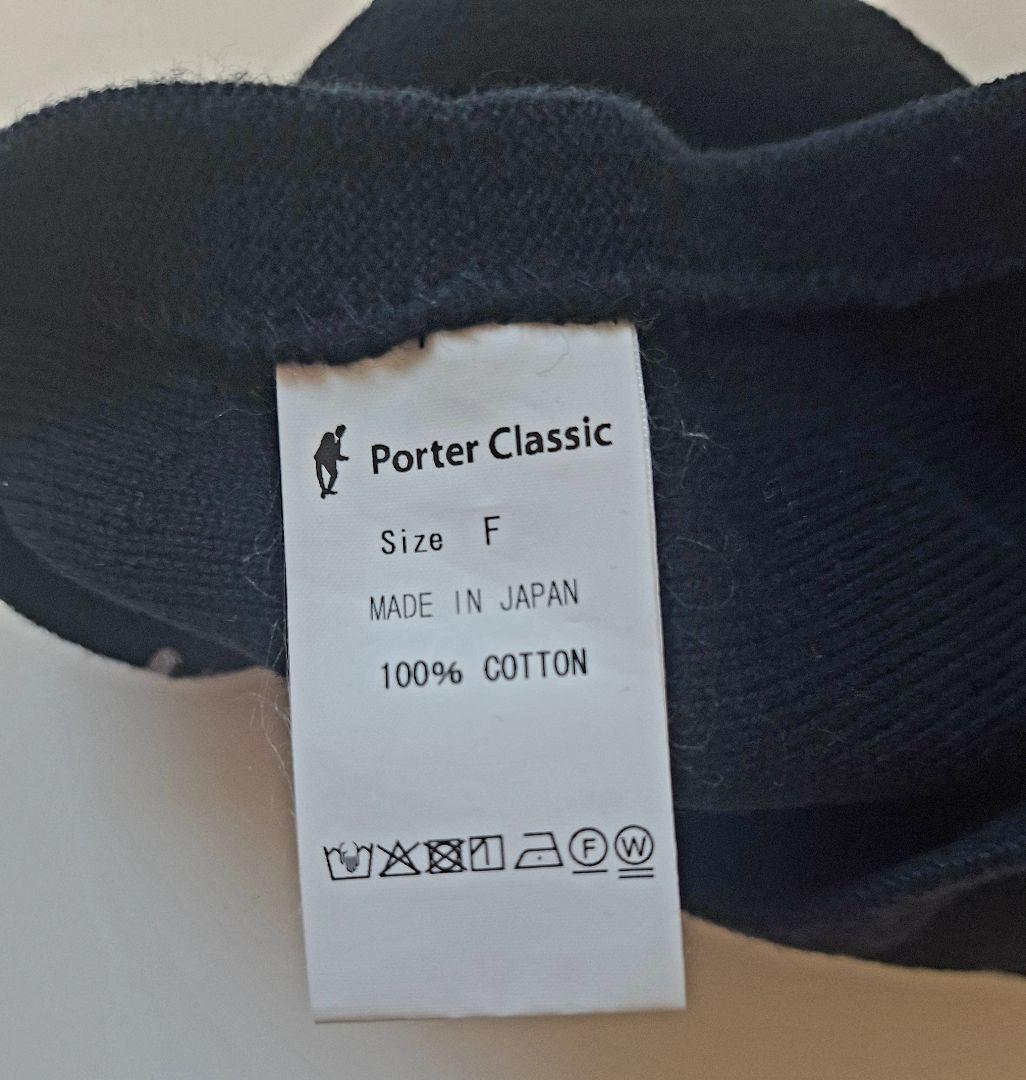 Porter Classic
Size F
MADE IN JAPAN
100% COTTON
F W